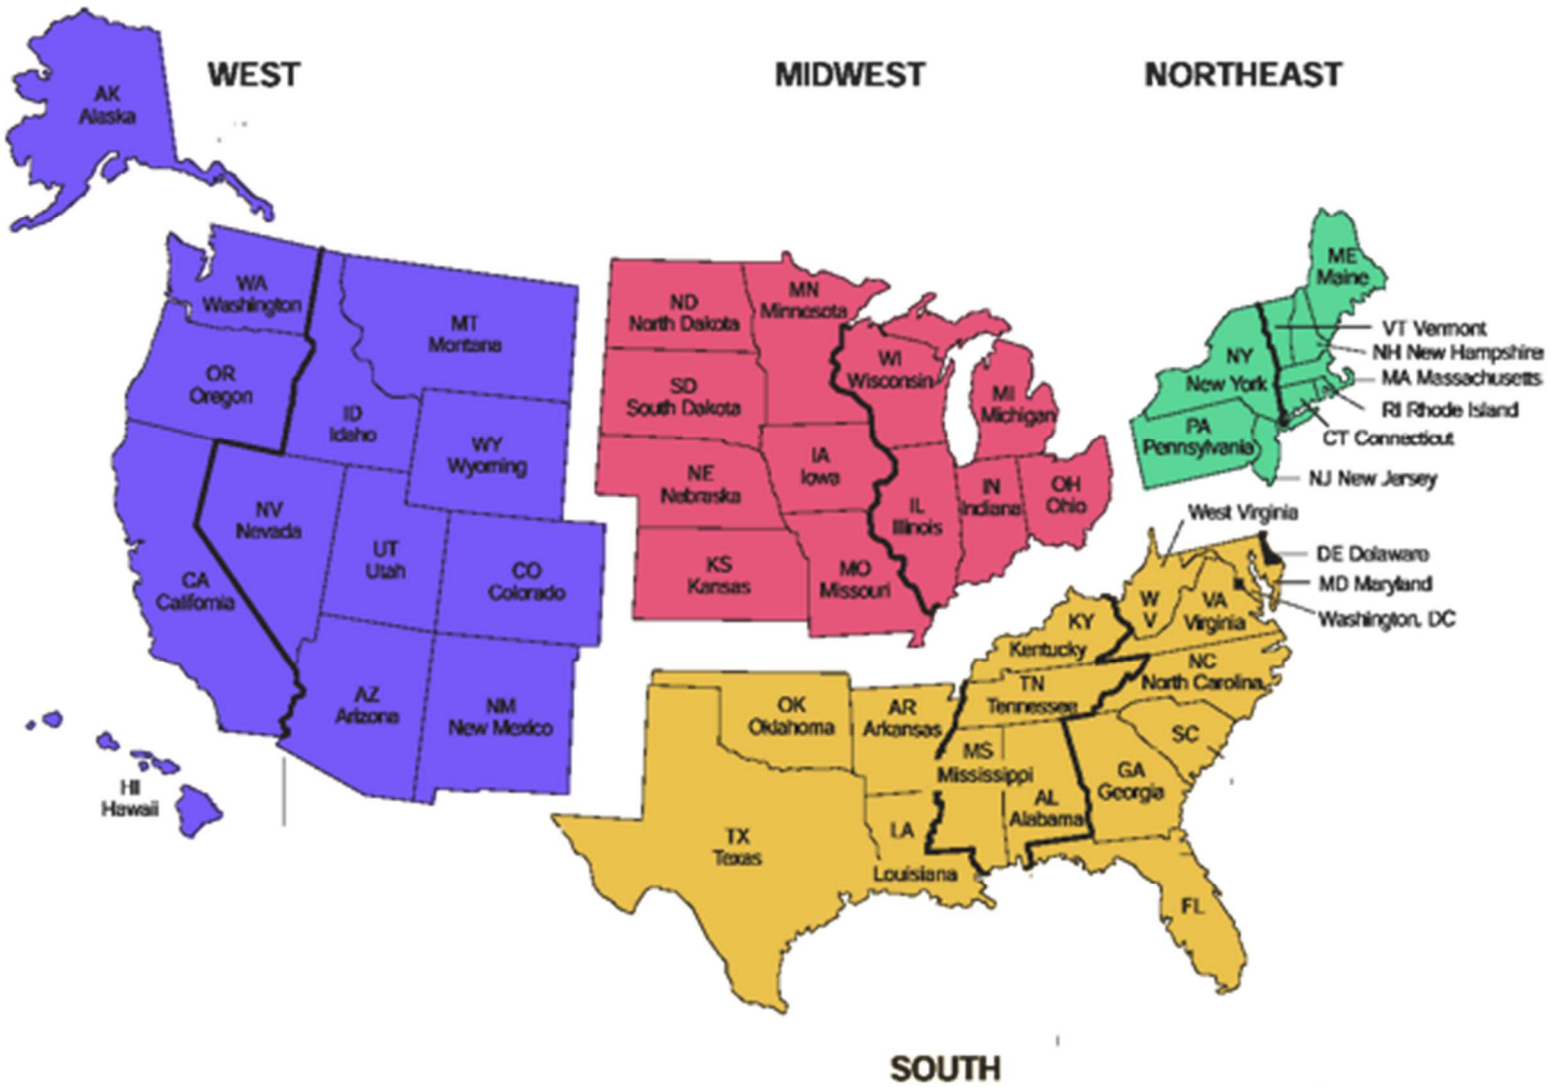 WEST
MIDWEST
NORTHEAST
AK
Alaska
WA
Washington
OR
Oregon
CA
California
NV
Nevada
ID
Idaho
MT
Montana
WY
Wyoming
UT
Utah
CO
Colorado
AZ
Arizona
NM
New Mexico
HI
Hawaii
ND
North Dakota
SD
South Dakota
NE
Nebraska
KS
Kansas
MN
Minnesota
IA
Iowa
MO
Missouri
WI
Wisconsin
IL
Illinois
MI
Michigan
IN
Indiana
OH
Ohio
ME
Maine
VT Vermont
NH New Hampshire
MA Massachusetts
RI Rhode Island
CT Connecticut
NJ New Jersey
NY
New York
PA
Pennsylvania
West Virginia
DE Delaware
MD Maryland
Washington, DC
W
V
VA
Virginia
KY
Kentucky
NC
North Carolina
TN
Tennessee
SC
GA
Georgia
AL
Alabama
MS
Mississippi
FL
OK
Oklahoma
AR
Arkansas
LA
Louisiana
TX
Texas
SOUTH